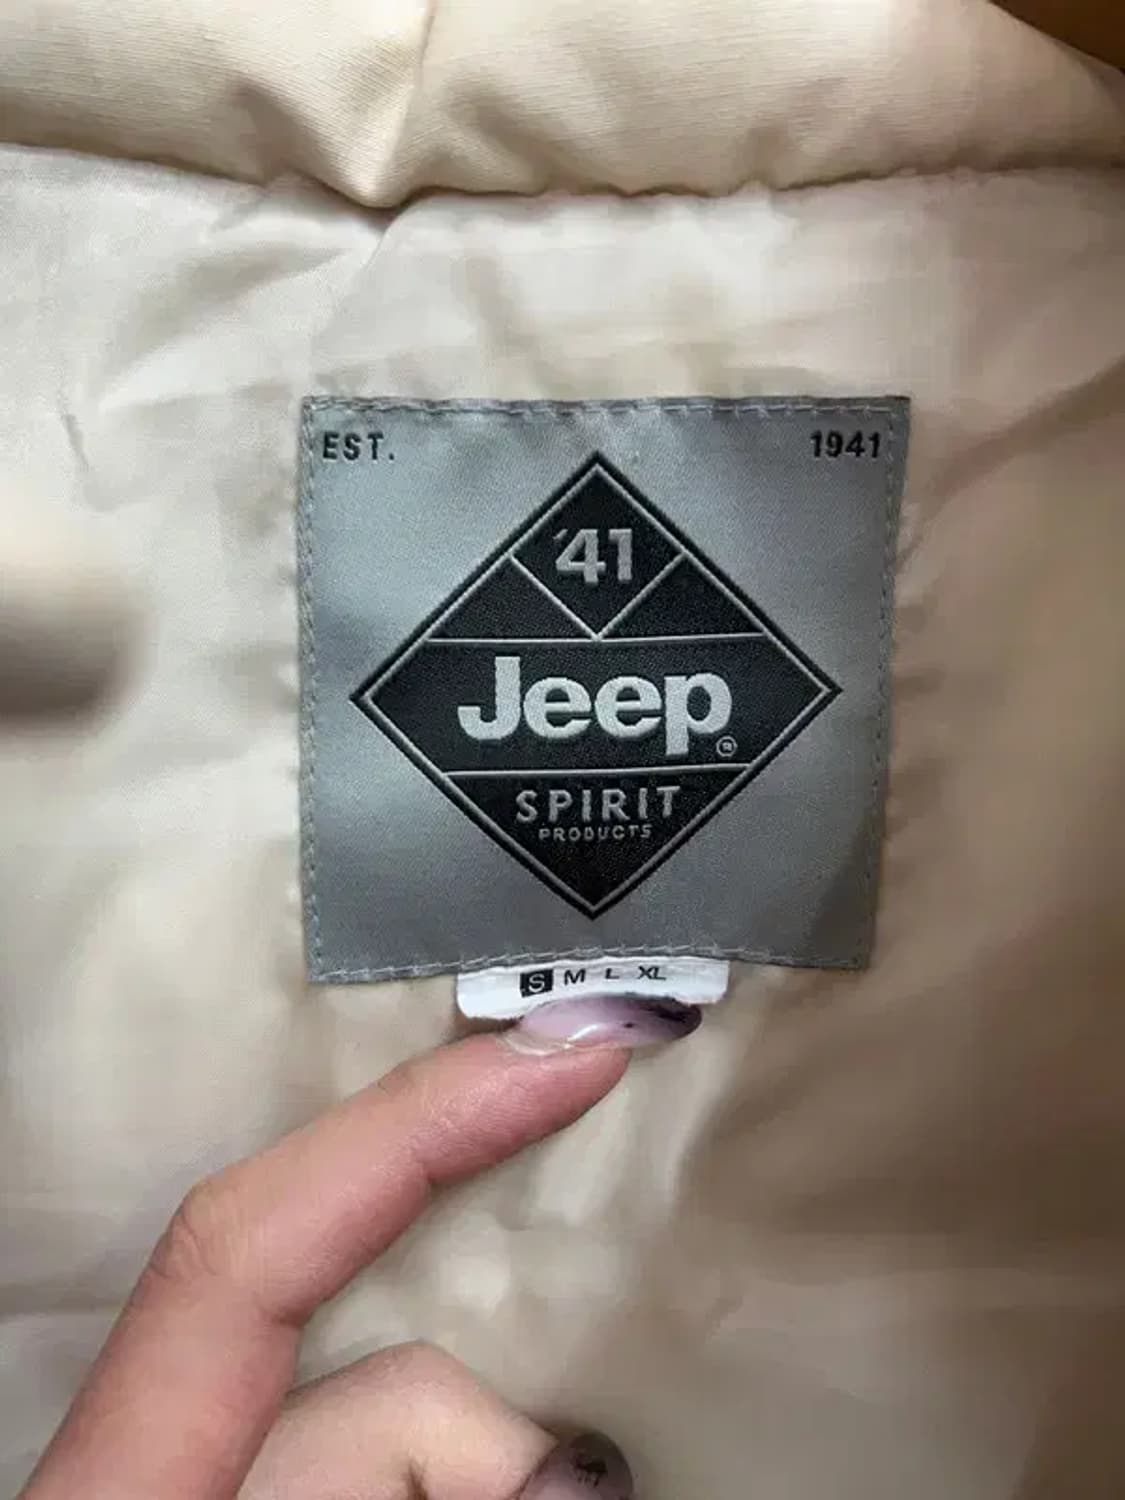 EST. 1941
'41
Jeep®
SPIRIT
PRODUCTS
S M L XL